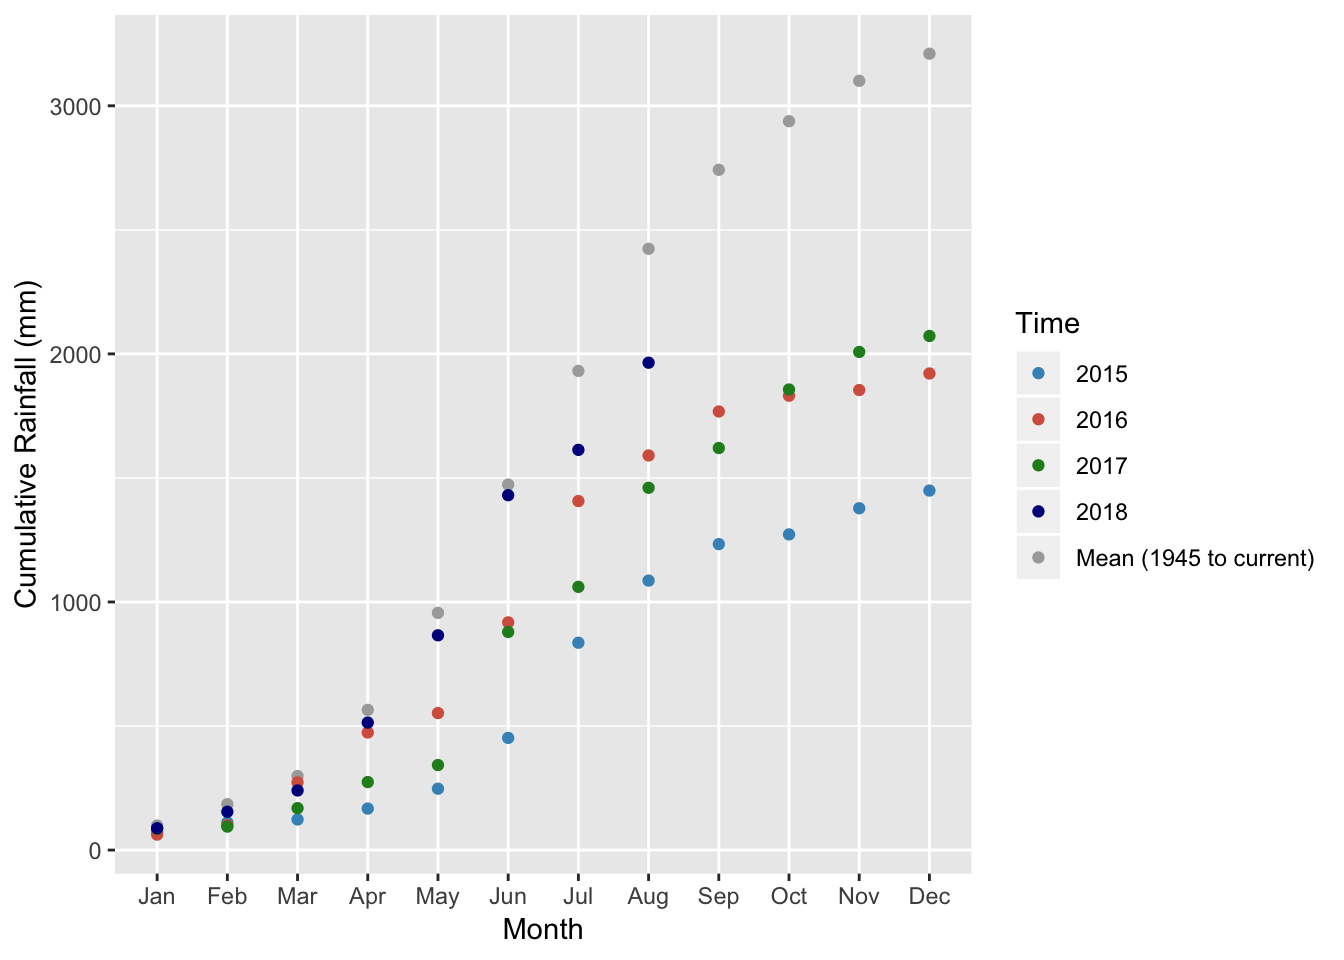 3000
2000
1000
0
Cumulative Rainfall (mm)
Jan Feb Mar Apr May Jun Jul Aug Sep Oct Nov Dec
Month
Time
2015
2016
2017
2018
Mean (1945 to current)